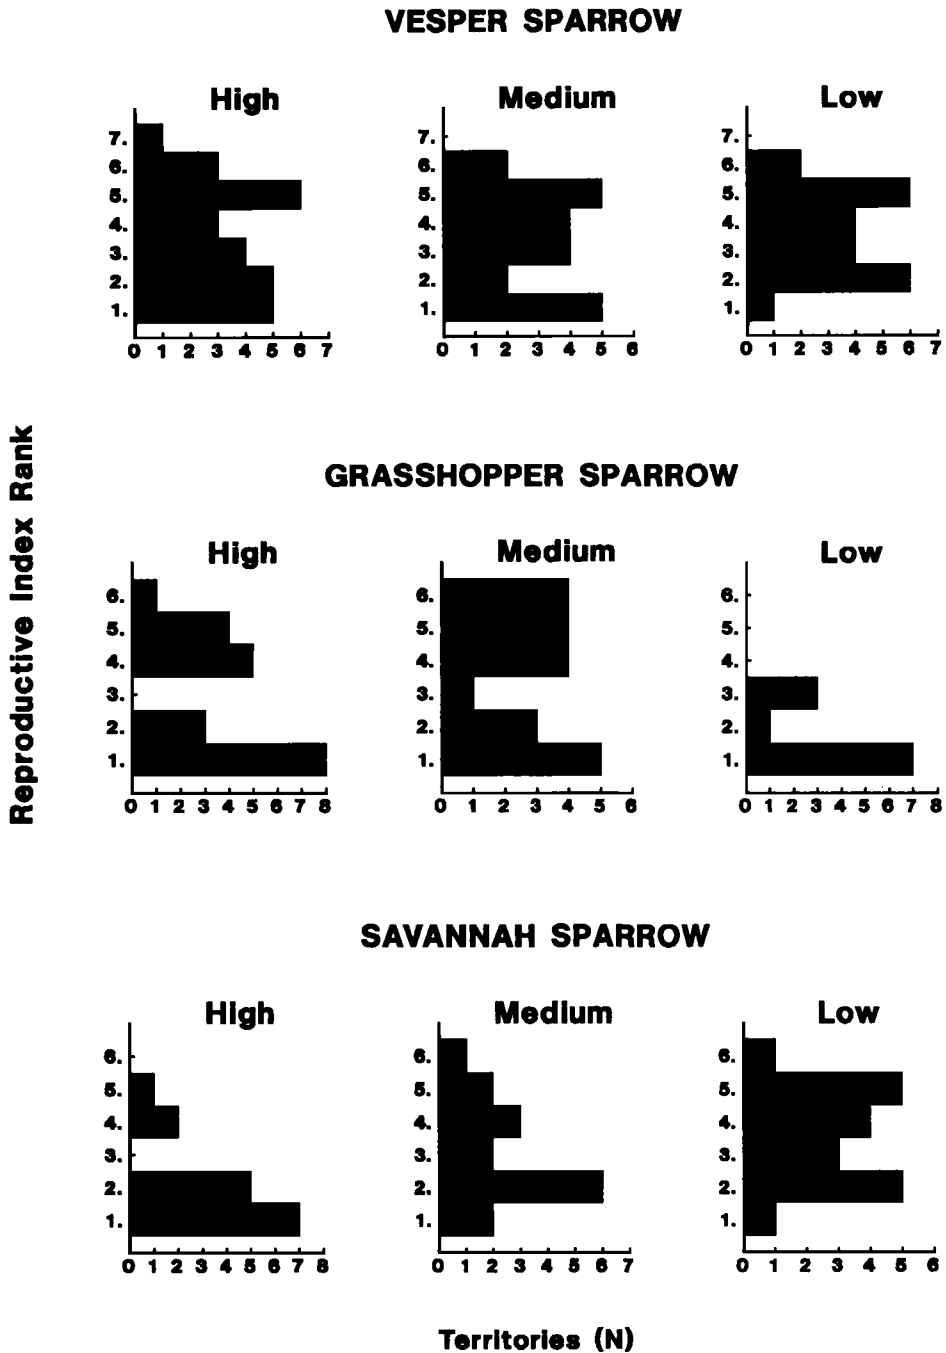 VESPER SPARROW
High
Medium
Low
7.
6.
5.
4.
3.
2.
1.
0 1 2 3 4 5 6 7
7.
6.
5.
4.
3.
2.
1.
0 1 2 3 4 5 6
7.
6.
5.
4.
3.
2.
1.
0 1 2 3 4 5 6 7
Reproductive Index Rank
GRASSHOPPER SPARROW
High
Medium
Low
6.
5.
4.
3.
2.
1.
0 1 2 3 4 5 6 7 8
6.
5.
4.
3.
2.
1.
0 1 2 3 4 5 6
6.
5.
4.
3.
2.
1.
0 1 2 3 4 5 6 7 8
SAVANNAH SPARROW
High
Medium
Low
6.
5.
4.
3.
2.
1.
0 1 2 3 4 5 6 7 8
6.
5.
4.
3.
2.
1.
0 1 2 3 4 5 6 7
6.
5.
4.
3.
2.
1.
0 1 2 3 4 5 6
Territories (N)